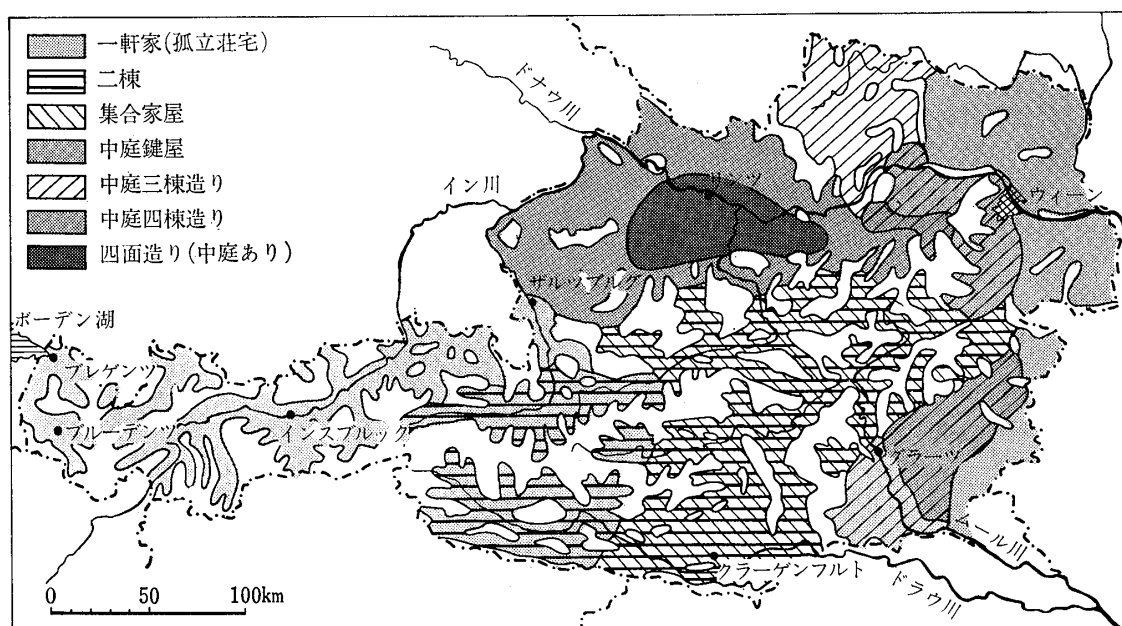 一軒家(孤立荘宅)
二棟
集合家屋
中庭鍵屋
中庭三棟造り
中庭四棟造り
四面造り(中庭あり)
ドナウ川
イン川
リンツ
ウィーン
ザルツブルグ
ボーデン湖
ブレゲンツ
ブルーデンツ
インスブルック
グラーツ
ムール川
クラーゲンフルト
ドラウ川
0 50 100km